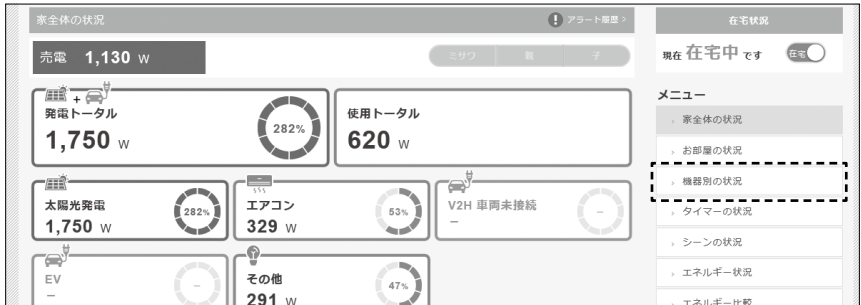 家全体の状況
アラート履歴 >
売電 1,130 W
ミサワ 親 子
+
発電トータル
1,750 W
282%
使用トータル
620 W
太陽光発電
1,750 W
282%
エアコン
329 W
53%
V2H 車両未接続
–
–
EV
–
–
その他
291 W
47%
在宅状況
現在 在宅中 です
在宅
メニュー
› 家全体の状況
› お部屋の状況
› 機器別の状況
› タイマーの状況
› シーンの状況
› エネルギー状況
› エネルギー比較